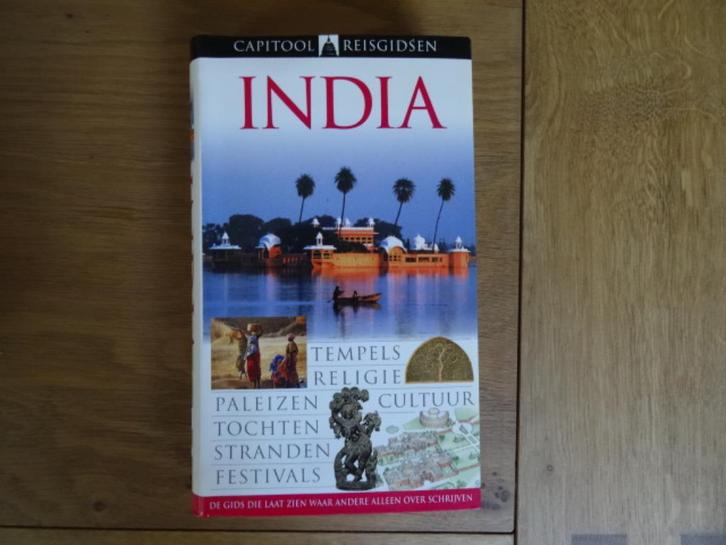 CAPITOOL REISGIDSEN
INDIA
TEMPELS
RELIGIE
PALEIZEN CULTUUR
TOCHTEN
STRANDEN
FESTIVALS
DE GIDS DIE LAAT ZIEN WAAR ANDERE ALLEEN OVER SCHRIJVEN